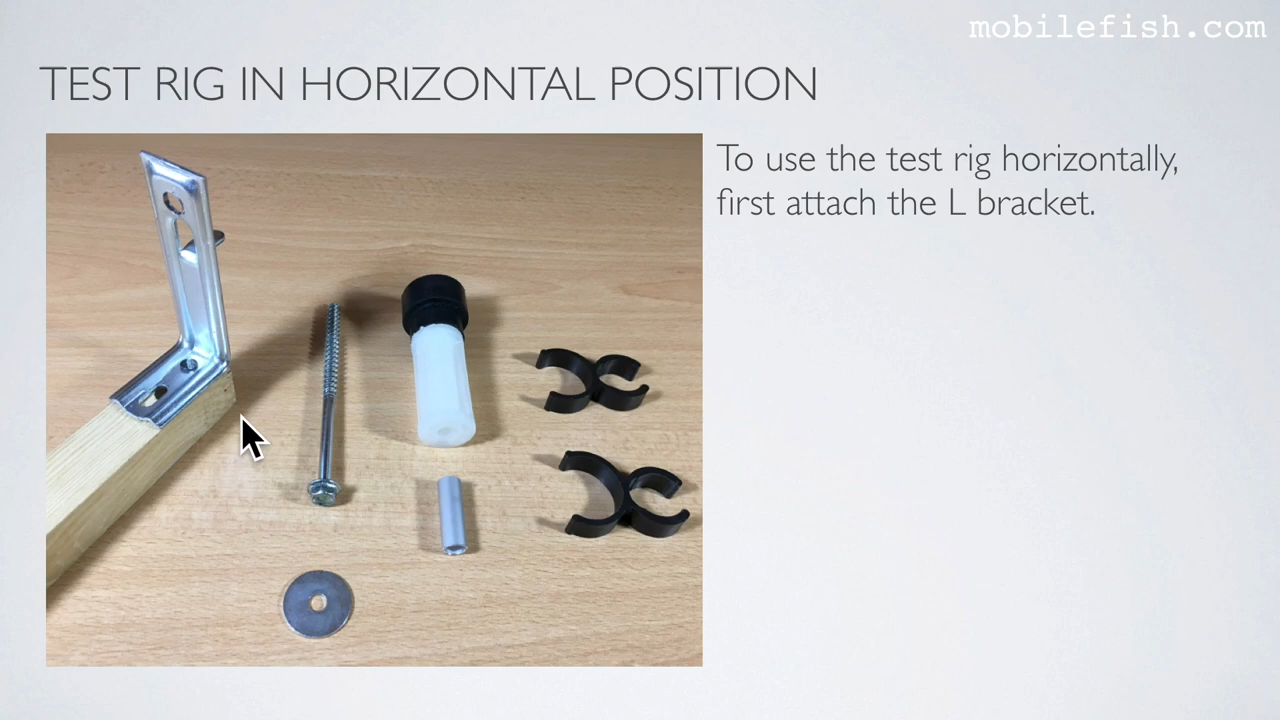 mobilefish.com
TEST RIG IN HORIZONTAL POSITION
To use the test rig horizontally,
first attach the L bracket.